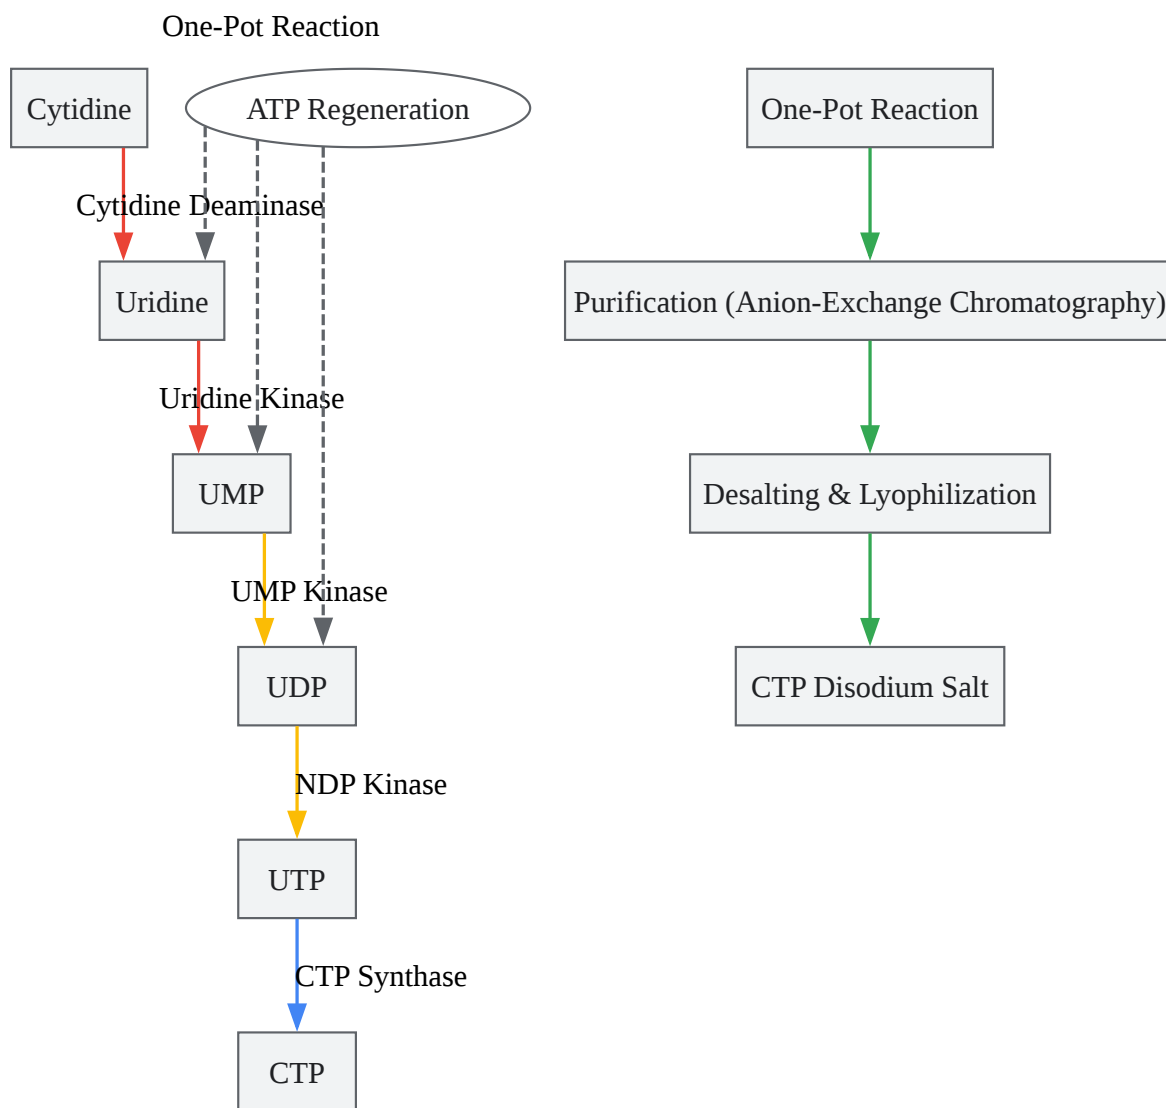 One-Pot Reaction
Cytidine
ATP Regeneration
Cytidine Deaminase
Uridine
Uridine Kinase
UMP
UMP Kinase
UDP
NDP Kinase
UTP
CTP Synthase
CTP
One-Pot Reaction
Purification (Anion-Exchange Chromatography)
Desalting & Lyophilization
CTP Disodium Salt